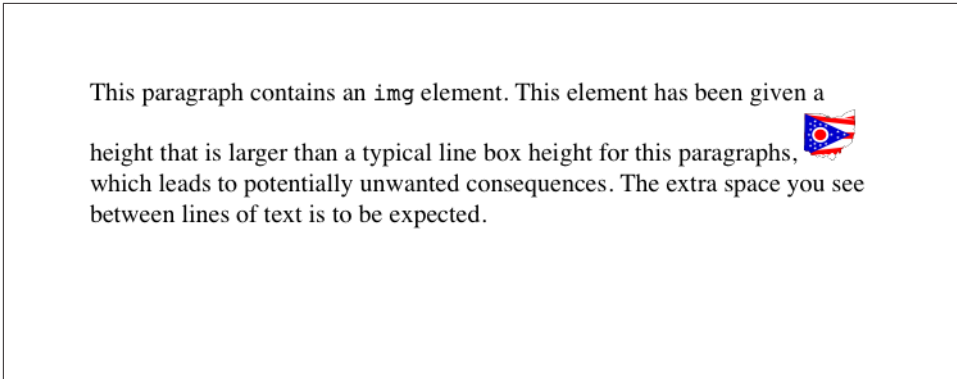 This paragraph contains an img element. This element has been given a
height that is larger than a typical line box height for this paragraphs,
which leads to potentially unwanted consequences. The extra space you see
between lines of text is to be expected.